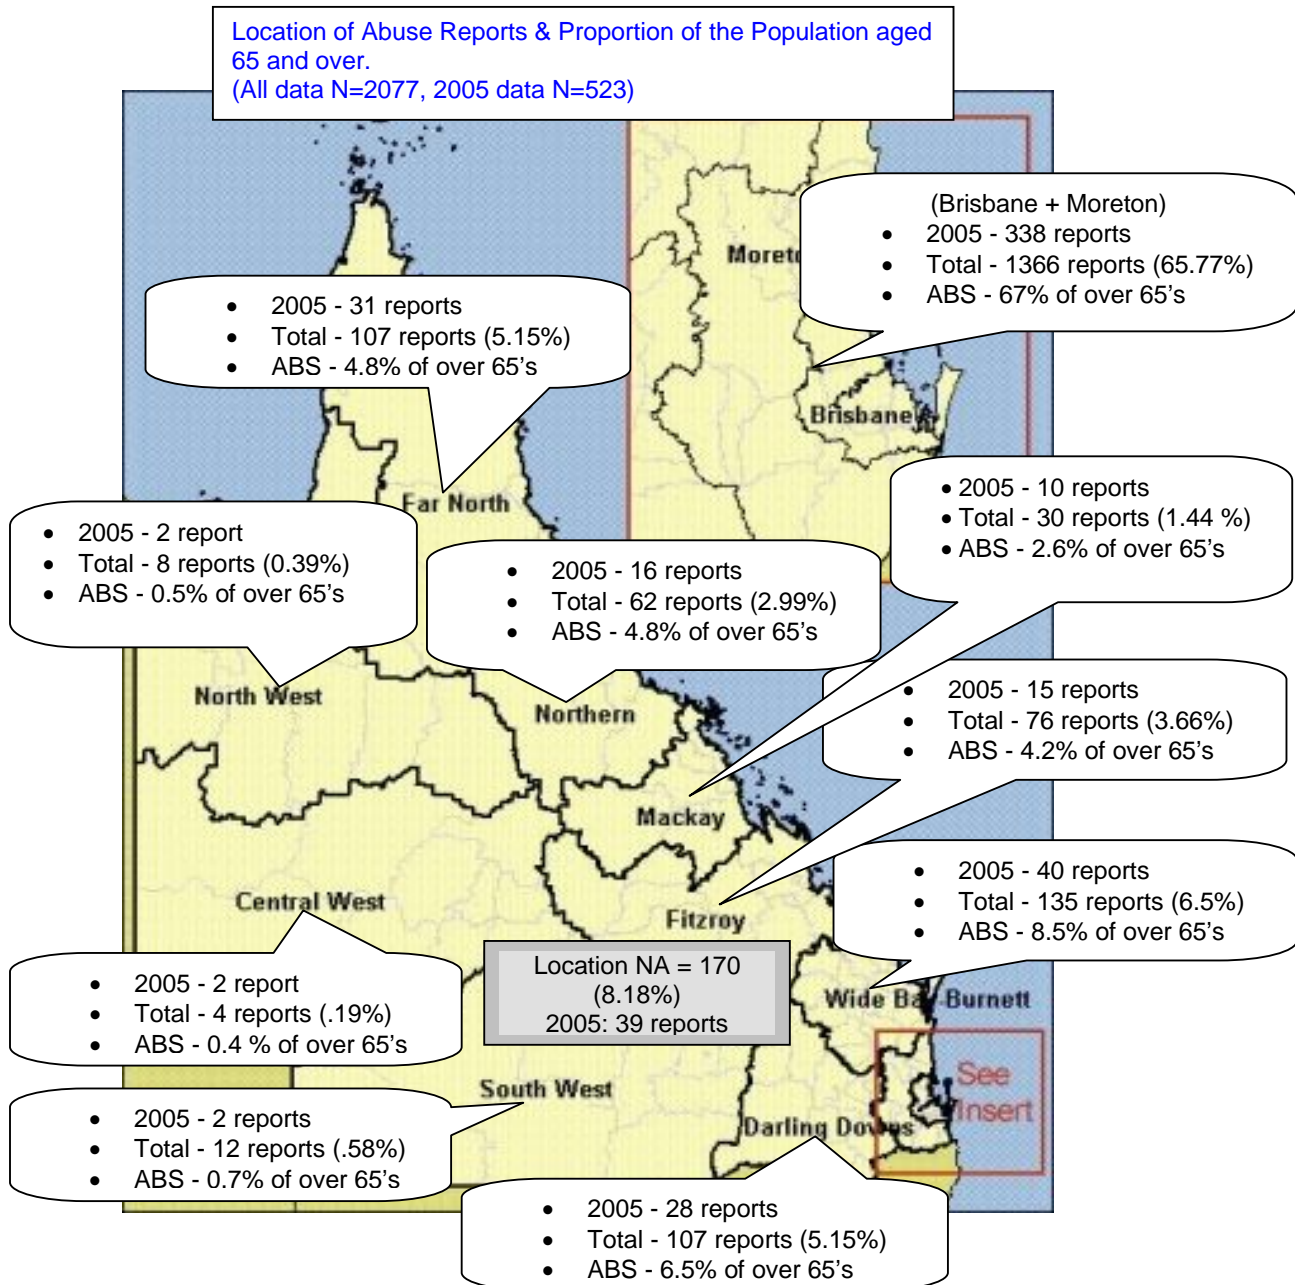 Location of Abuse Reports & Proportion of the Population aged
65 and over.
(All data N=2077, 2005 data N=523)
(Brisbane + Moreton)
• 2005 - 338 reports
• Total - 1366 reports (65.77%)
• ABS - 67% of over 65's
Moreto
Brisbane
• 2005 - 31 reports
• Total - 107 reports (5.15%)
• ABS - 4.8% of over 65's
Far North
• 2005 - 10 reports
• Total - 30 reports (1.44 %)
• ABS - 2.6% of over 65's
• 2005 - 2 report
• Total - 8 reports (0.39%)
• ABS - 0.5% of over 65's
• 2005 - 16 reports
• Total - 62 reports (2.99%)
• ABS - 4.8% of over 65's
North West
Northern
• 2005 - 15 reports
• Total - 76 reports (3.66%)
• ABS - 4.2% of over 65's
Mackay
Central West
Fitzroy
• 2005 - 40 reports
• Total - 135 reports (6.5%)
• ABS - 8.5% of over 65's
Location NA = 170
(8.18%)
2005: 39 reports
Wide Bay-Burnett
• 2005 - 2 report
• Total - 4 reports (.19%)
• ABS - 0.4 % of over 65's
See
Insert
South West
Darling Downs
• 2005 - 2 reports
• Total - 12 reports (.58%)
• ABS - 0.7% of over 65's
• 2005 - 28 reports
• Total - 107 reports (5.15%)
• ABS - 6.5% of over 65's